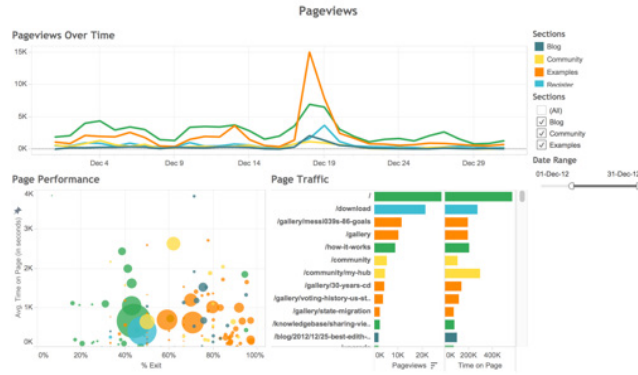 Pageviews
Pageviews Over Time
15K
10K
5K
0K
Dec 4
Dec 9
Dec 14
Dec 19
Dec 24
Dec 29
Sections
Blog
Community
Examples
Register
Sections
(All)
Blog
Community
Examples
Date Range
01-Dec-12
31-Dec-12
Page Performance
Avg. Time on Page (in seconds)
4K
3K
2K
1K
0K
0%
20%
40%
60%
80%
100%
% Exit
Page Traffic
/
/download
/gallery/messi039s-86-goals
/gallery
/how-it-works
/community
/community/my-hub
/gallery/30-years-cd
/gallery/voting-history-us-st..
/gallery/state-migration
/knowledgebase/sharing-vie..
/blog/2012/12/25-best-edith-..
0K
10K
20K
Pageviews
0K
200K
400K
Time on Page